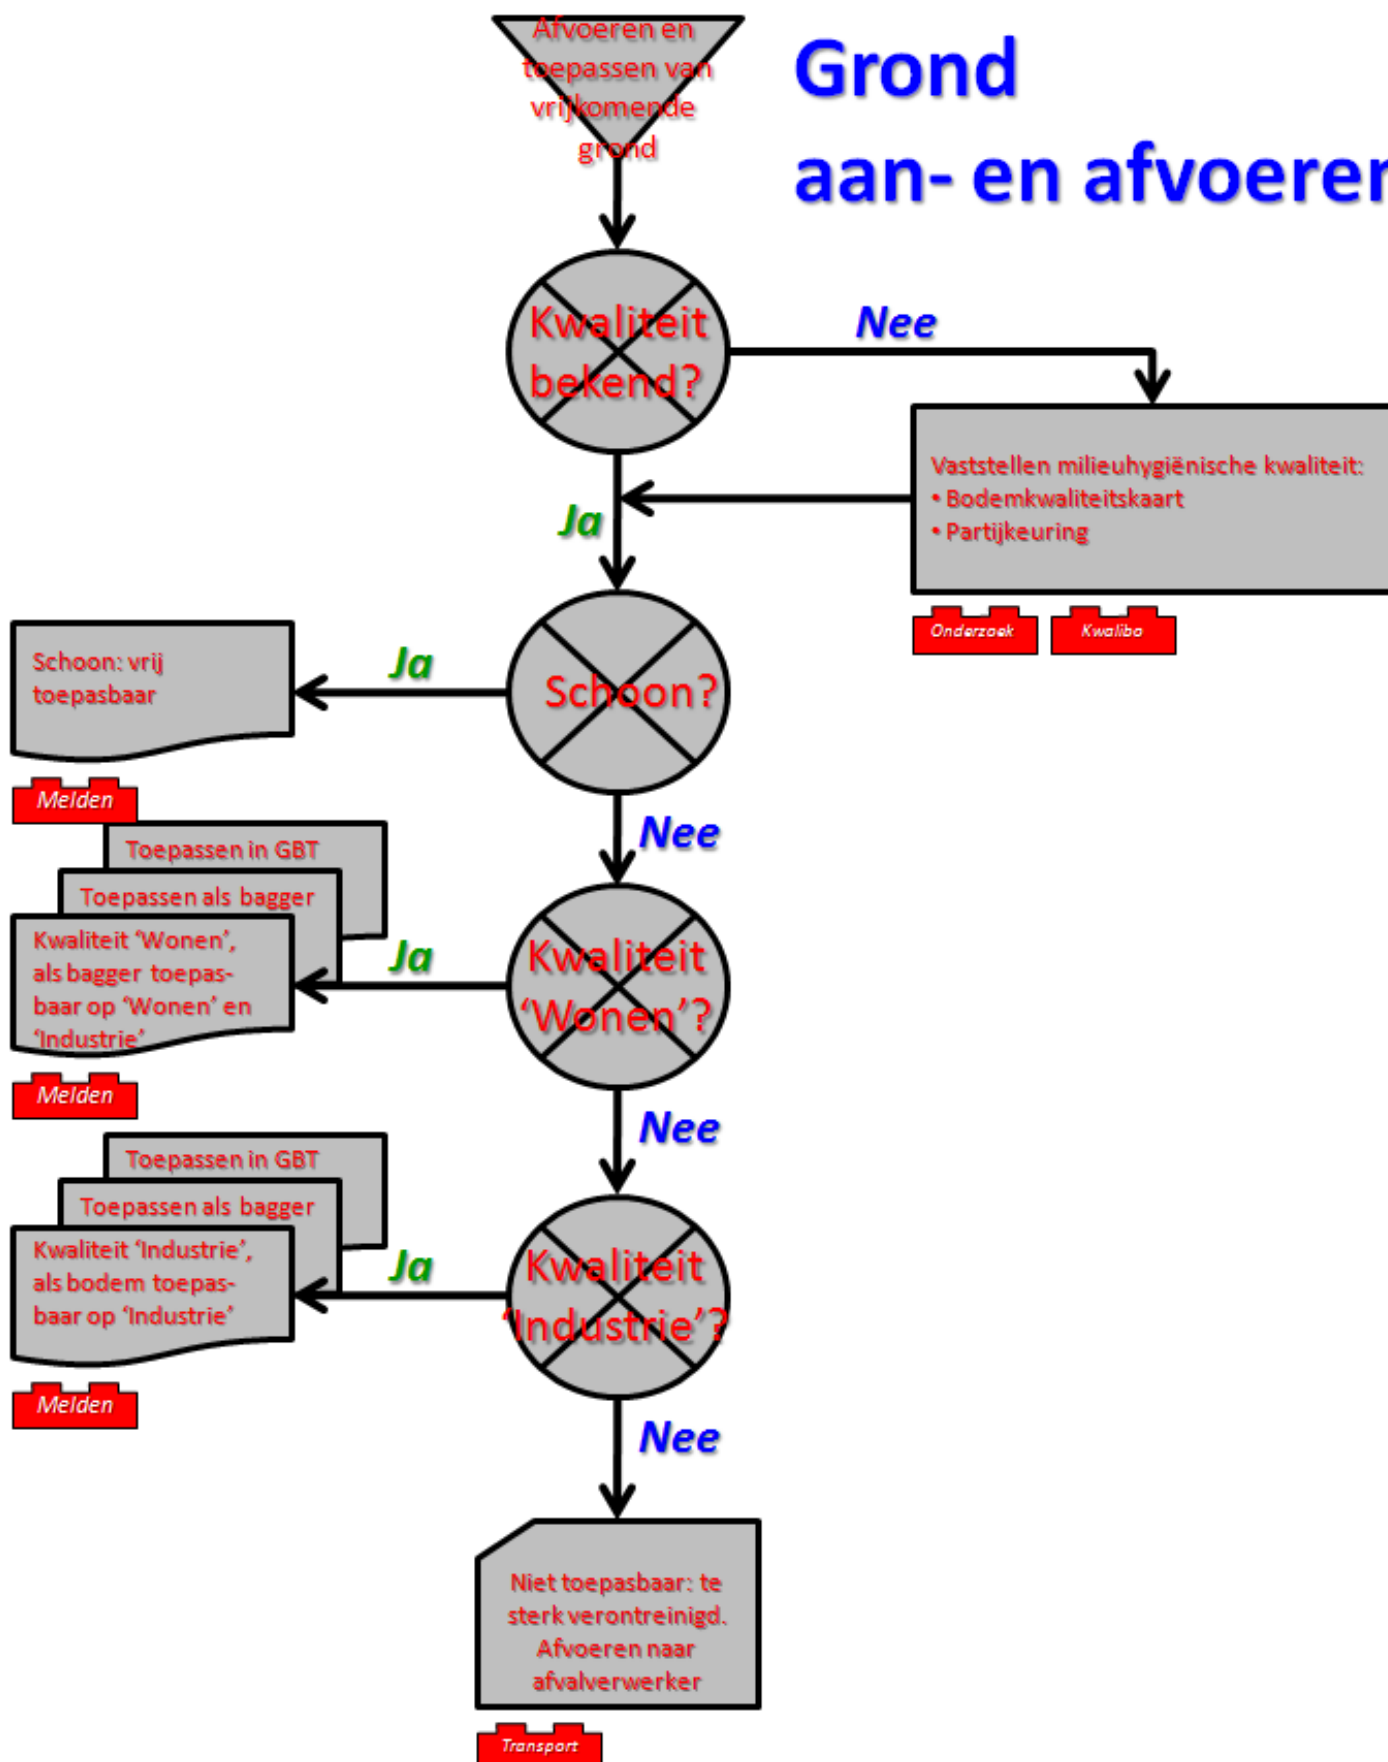 Afvoeren en
toepassen van
vrijkomende
grond
Grond
aan- en afvoeren
Kwaliteit
bekend?
Nee
Vaststellen milieuhygiënische kwaliteit:
• Bodemkwaliteitskaart
• Partijkeuring
Onderzoek
Kwalibo
Ja
Schoon?
Ja
Schoon: vrij
toepasbaar
Melden
Nee
Toepassen in GBT
Toepassen als bagger
Kwaliteit ‘Wonen’,
als bagger toepas-
baar op ‘Wonen’ en
‘Industrie’
Ja
Kwaliteit
‘Wonen’?
Melden
Nee
Toepassen in GBT
Toepassen als bagger
Kwaliteit ‘Industrie’,
als bodem toepas-
baar op ‘Industrie’
Ja
Kwaliteit
‘Industrie’?
Melden
Nee
Niet toepasbaar: te
sterk verontreinigd.
Afvoeren naar
afvalverwerker
Transport